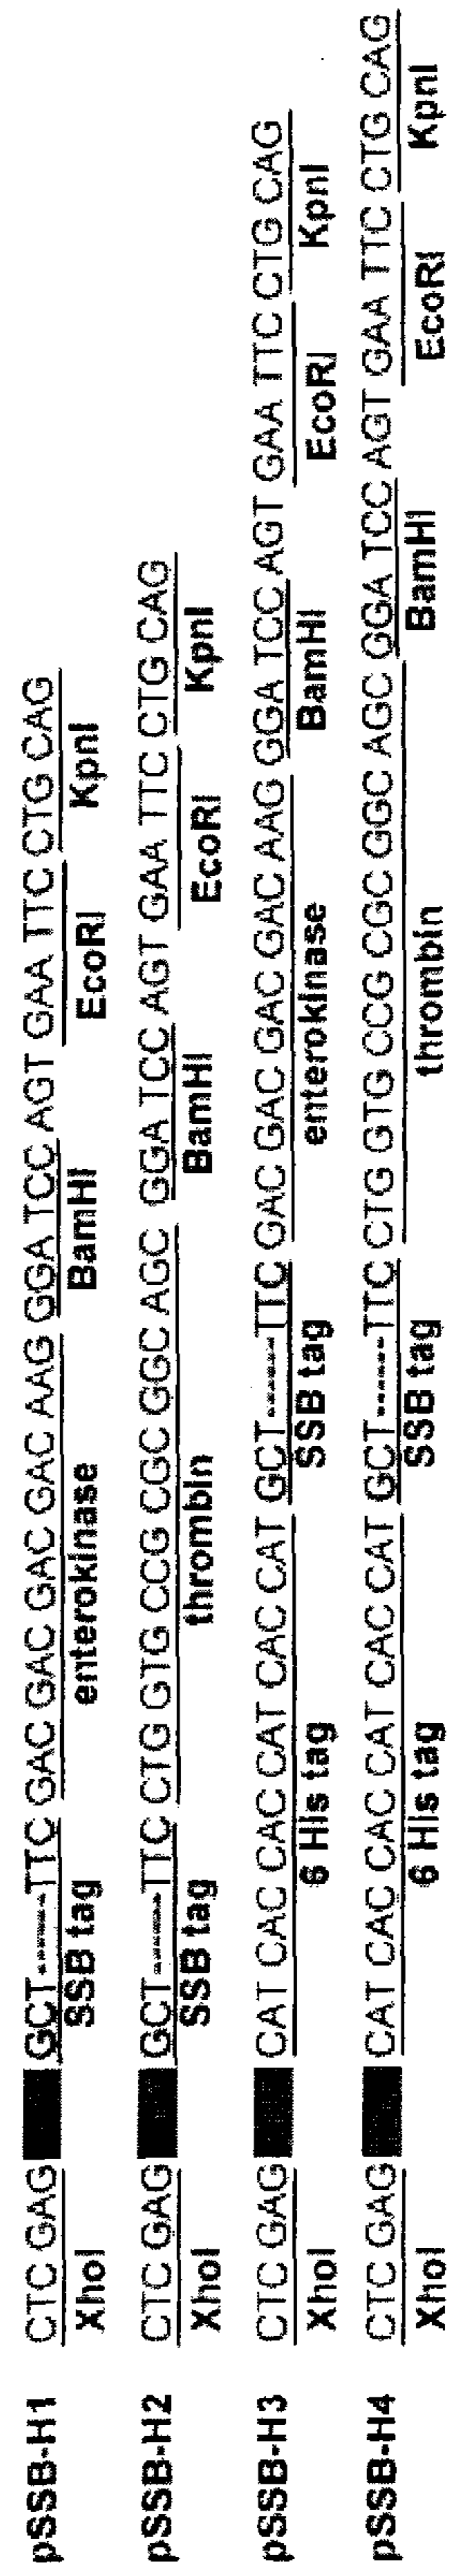 pSSB-H1 CTC GAG GCT------TTC GAC GAC GAC GAC AAG GGA TCC AGT GAA TTC CTG CAG
XhoI SSB tag enterokinase BamHI EcoRI KpnI
pSSB-H2 CTC GAG GCT------TTC CTG GTG CCG CGC GGC AGC GGA TCC AGT GAA TTC CTG CAG
XhoI SSB tag thrombin BamHI EcoRI KpnI
pSSB-H3 CTC GAG CAT CAC CAC CAT CAC CAT GCT------TTC GAC GAC GAC GAC AAG GGA TCC AGT GAA TTC CTG CAG
XhoI 6 His tag SSB tag enterokinase BamHI EcoRI KpnI
pSSB-H4 CTC GAG CAT CAC CAC CAT CAC CAT GCT------TTC CTG GTG CCG CGC GGC AGC GGA TCC AGT GAA TTC CTG CAG
XhoI 6 His tag SSB tag thrombin BamHI EcoRI KpnI